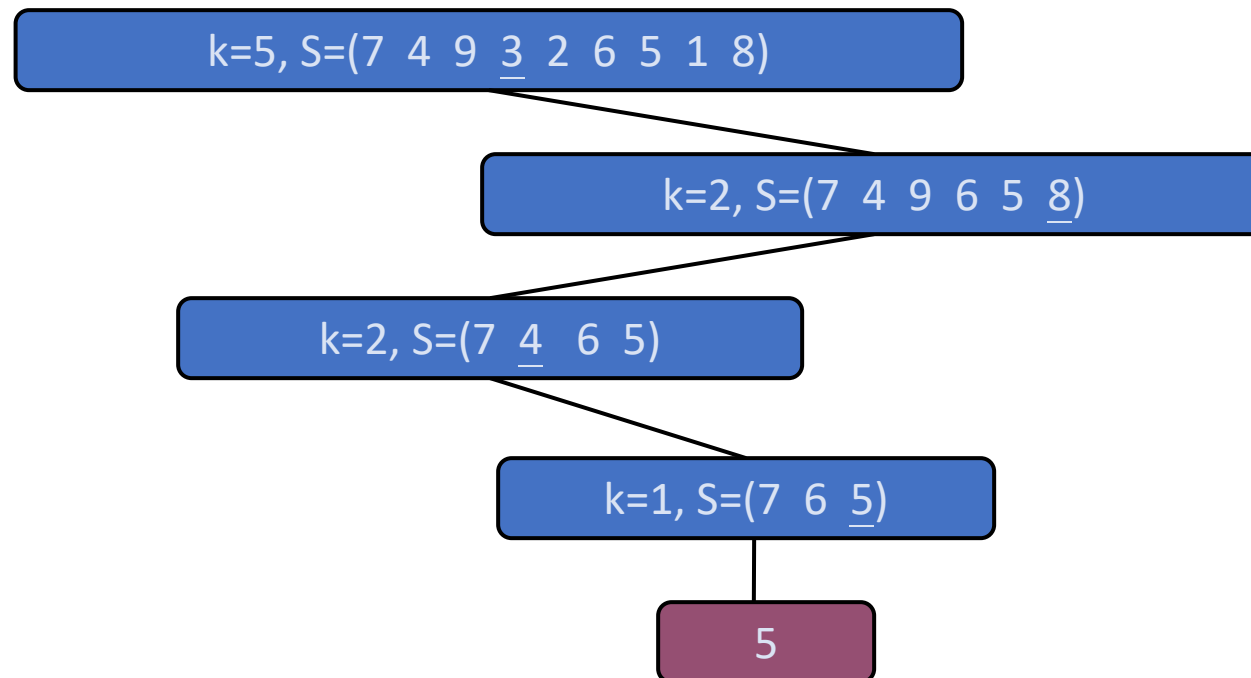 k=5, S=(7 4 9 3 2 6 5 1 8)
k=2, S=(7 4 9 6 5 8)
k=2, S=(7 4 6 5)
k=1, S=(7 6 5)
5